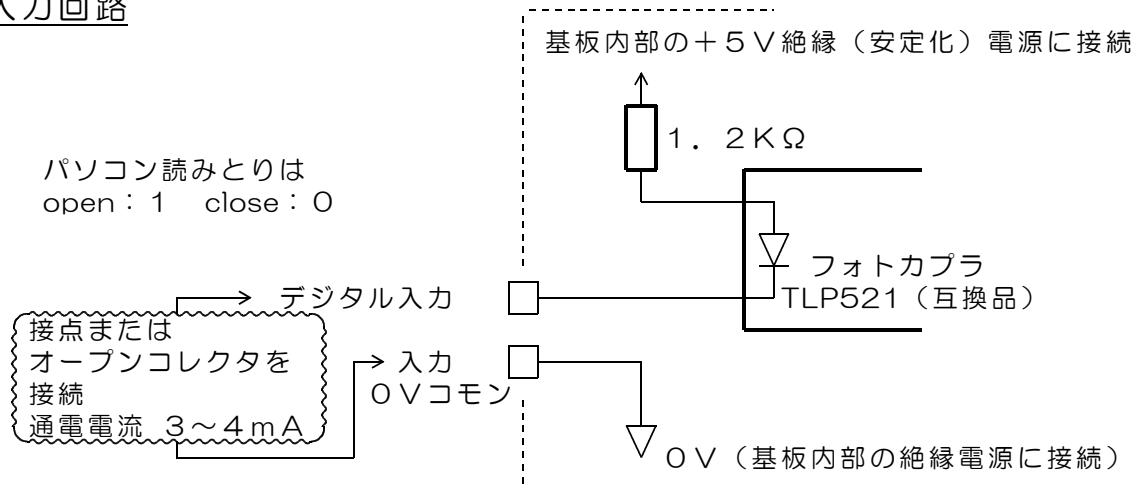 入力回路
基板内部の＋５Ｖ絶縁（安定化）電源に接続
１．２ＫΩ
パソコン読みとりは
open：１　close：０
フォトカプラ
TLP521（互換品）
デジタル入力
接点または
オープンコレクタを
接続
通電電流　３～４ｍＡ
入力
０Ｖコモン
０Ｖ（基板内部の絶縁電源に接続）